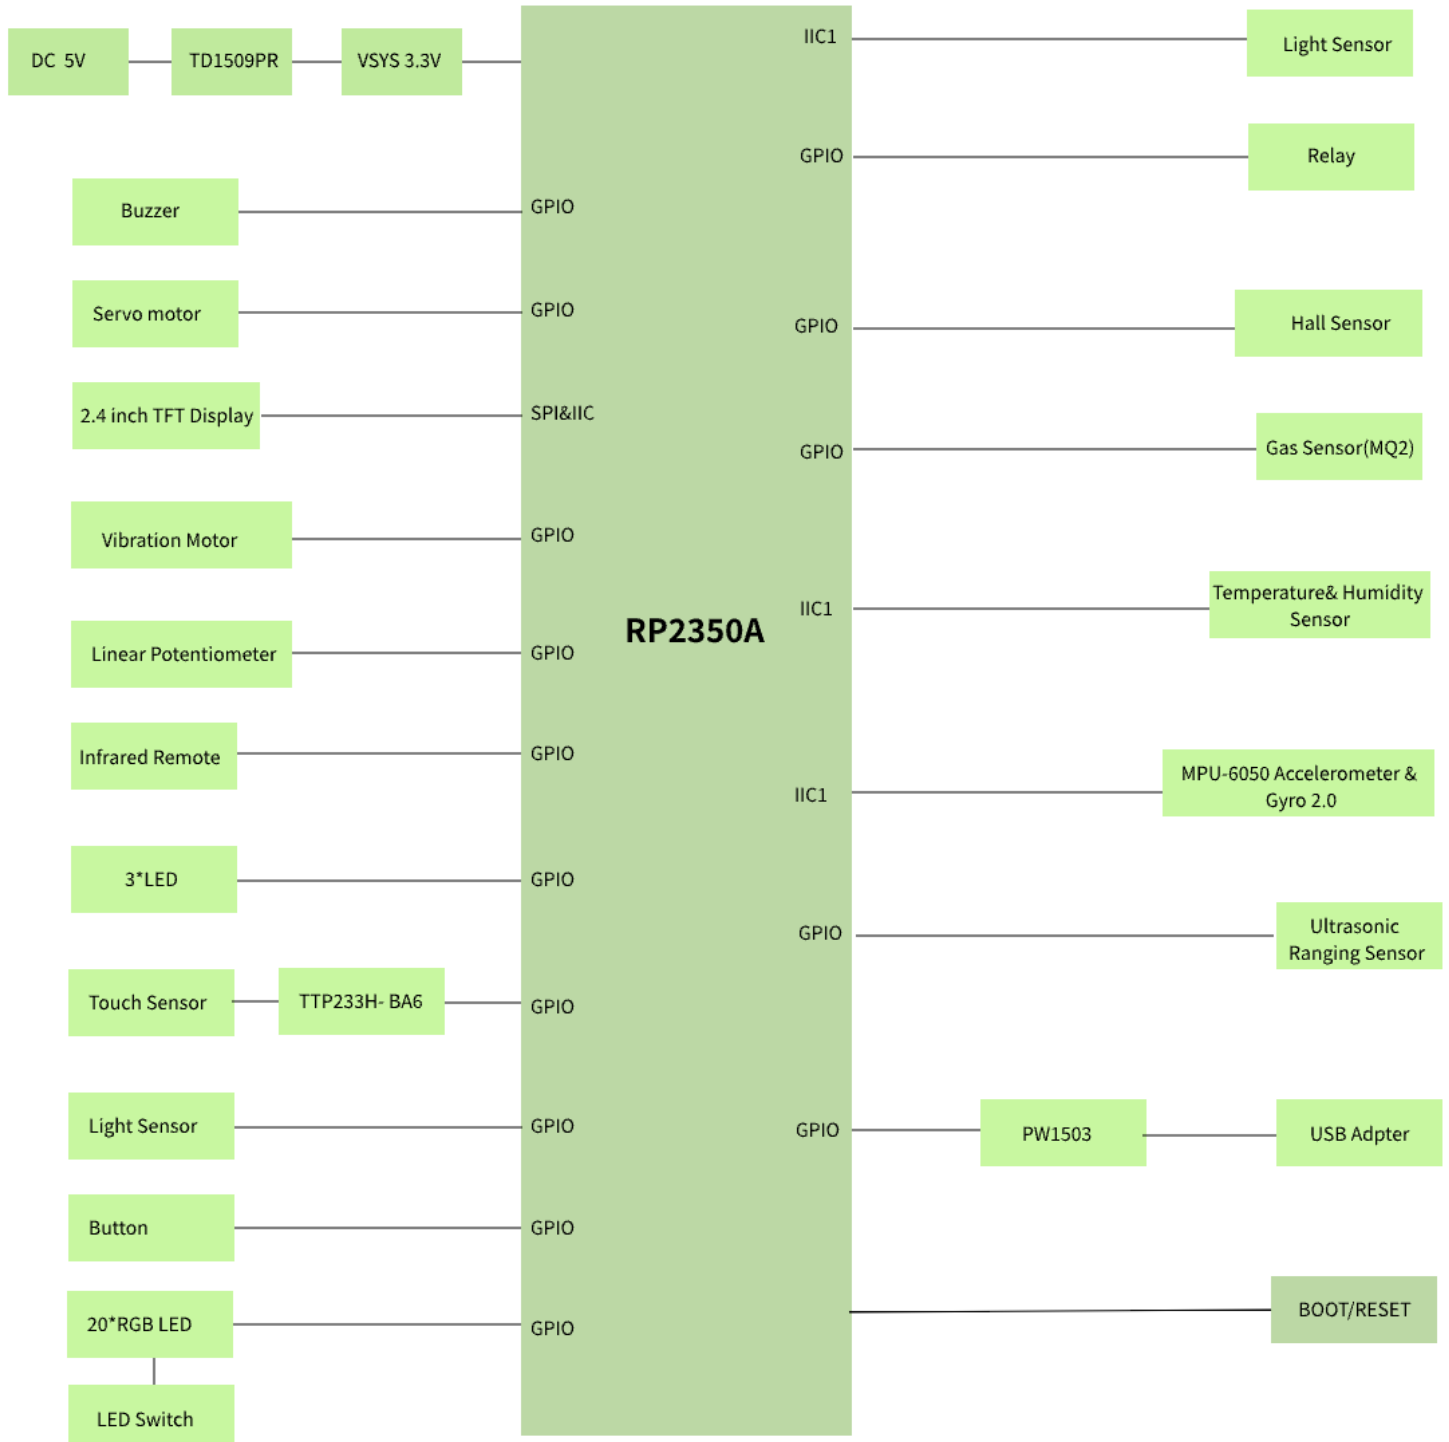 DC 5V
TD1509PR
VSYS 3.3V
Buzzer
GPIO
Servo motor
GPIO
2.4 inch TFT Display
SPI&IIC
Vibration Motor
GPIO
Linear Potentiometer
GPIO
Infrared Remote
GPIO
3*LED
GPIO
Touch Sensor
TTP233H- BA6
GPIO
Light Sensor
GPIO
Button
GPIO
20*RGB LED
GPIO
LED Switch
RP2350A
IIC1
Light Sensor
GPIO
Relay
GPIO
Hall Sensor
GPIO
Gas Sensor(MQ2)
IIC1
Temperature& Humidity
Sensor
IIC1
MPU-6050 Accelerometer &
Gyro 2.0
GPIO
Ultrasonic
Ranging Sensor
GPIO
PW1503
USB Adpter
BOOT/RESET